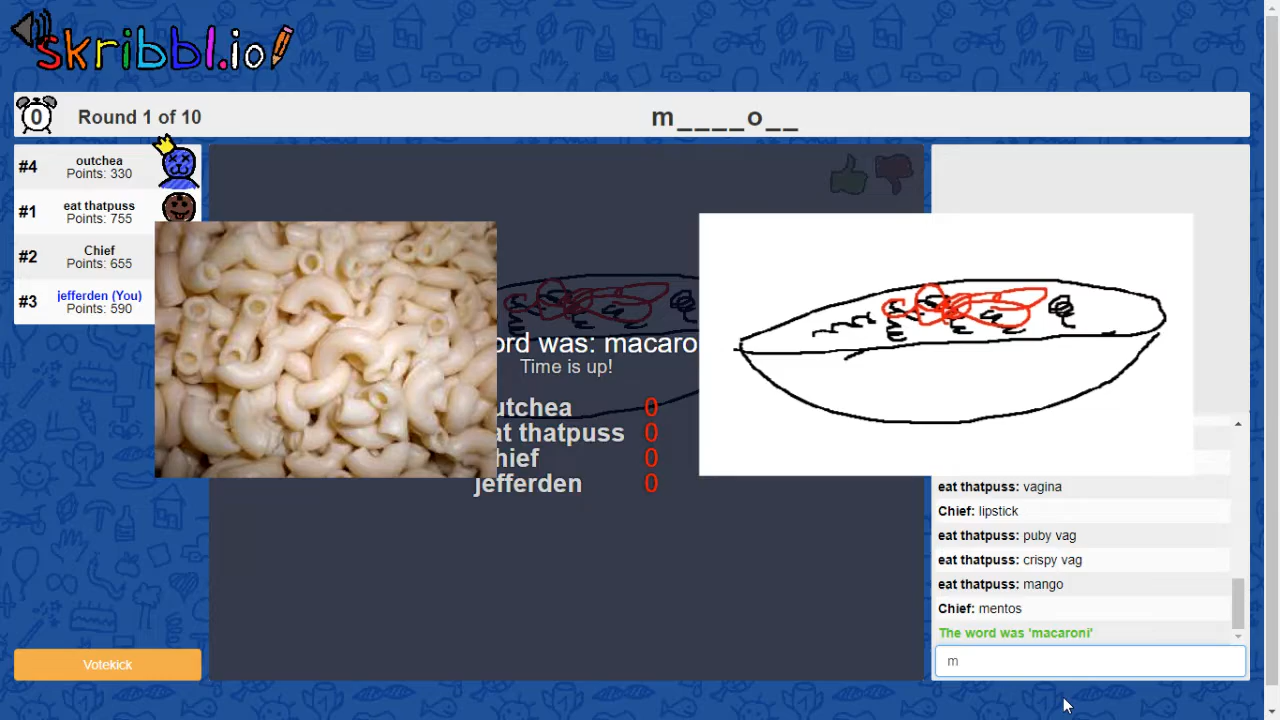 skribbl.io
0
Round 1 of 10
m____o__
#4
outchea
Points: 330
#1
eat thatpuss
Points: 755
#2
Chief
Points: 655
#3
jefferden (You)
Points: 590
ord was: macaro
Time is up!
utchea 0
at thatpuss 0
hief 0
jefferden 0
eat thatpuss: vagina
Chief: lipstick
eat thatpuss: puby vag
eat thatpuss: crispy vag
eat thatpuss: mango
Chief: mentos
The word was 'macaroni'
m
Votekick